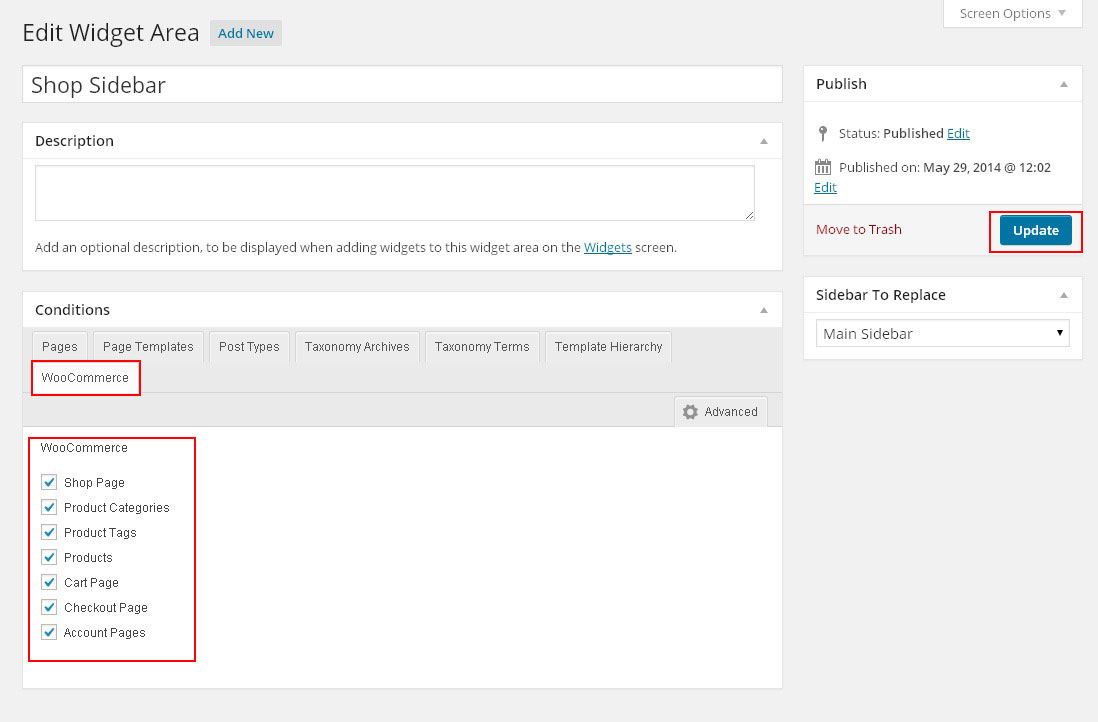 Screen Options
Edit Widget Area Add New
Shop Sidebar
Description
Add an optional description, to be displayed when adding widgets to this widget area on the Widgets screen.
Conditions
Pages Page Templates Post Types Taxonomy Archives Taxonomy Terms Template Hierarchy
WooCommerce
Advanced
WooCommerce
Shop Page
Product Categories
Product Tags
Products
Cart Page
Checkout Page
Account Pages
Publish
Status: Published Edit
Published on: May 29, 2014 @ 12:02
Edit
Move to Trash Update
Sidebar To Replace
Main Sidebar